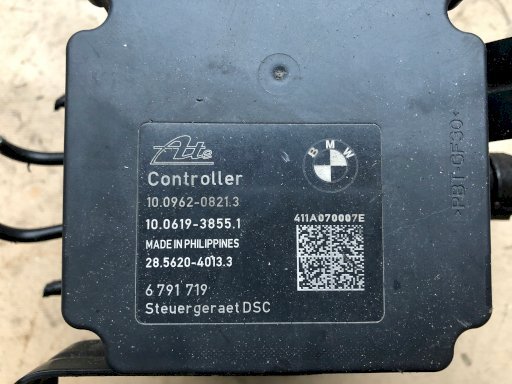 Ate
BMW
Controller
10.0962-0821.3
10.0619-3855.1
411A070007E
MADE IN PHILIPPINES
28.5620-4013.3
6 791 719
Steuergeraet DSC
>PBT-GF30<